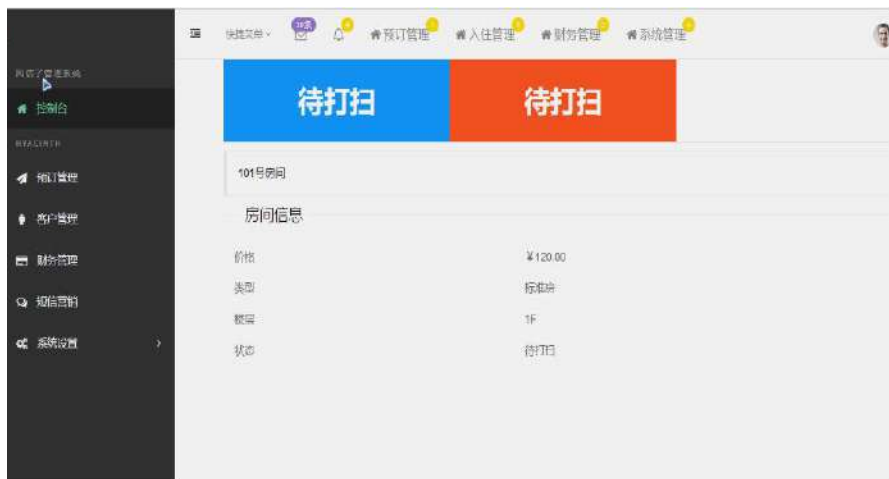 快捷菜单
预订管理
入住管理
财务管理
系统管理
控制台
HYACINTH
预订管理
客户管理
财务管理
短信营销
系统设置
待打扫
待打扫
101号房间
房间信息
价格 ￥120.00
类型 标准房
楼层 1F
状态 待打扫